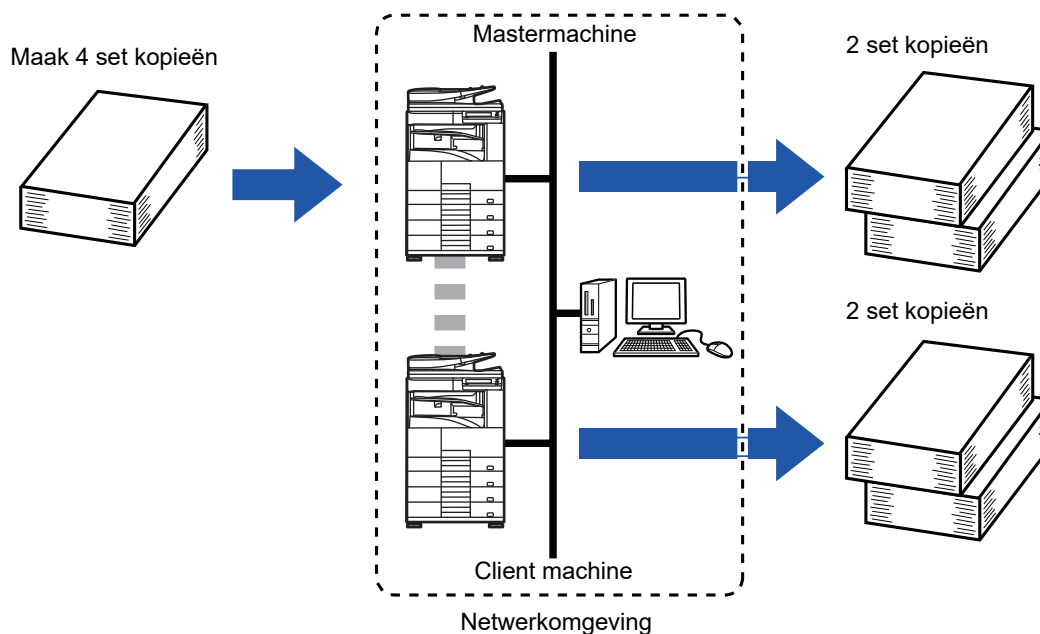 Maak 4 set kopieën
Mastermachine
2 set kopieën
2 set kopieën
Client machine
Netwerkomgeving